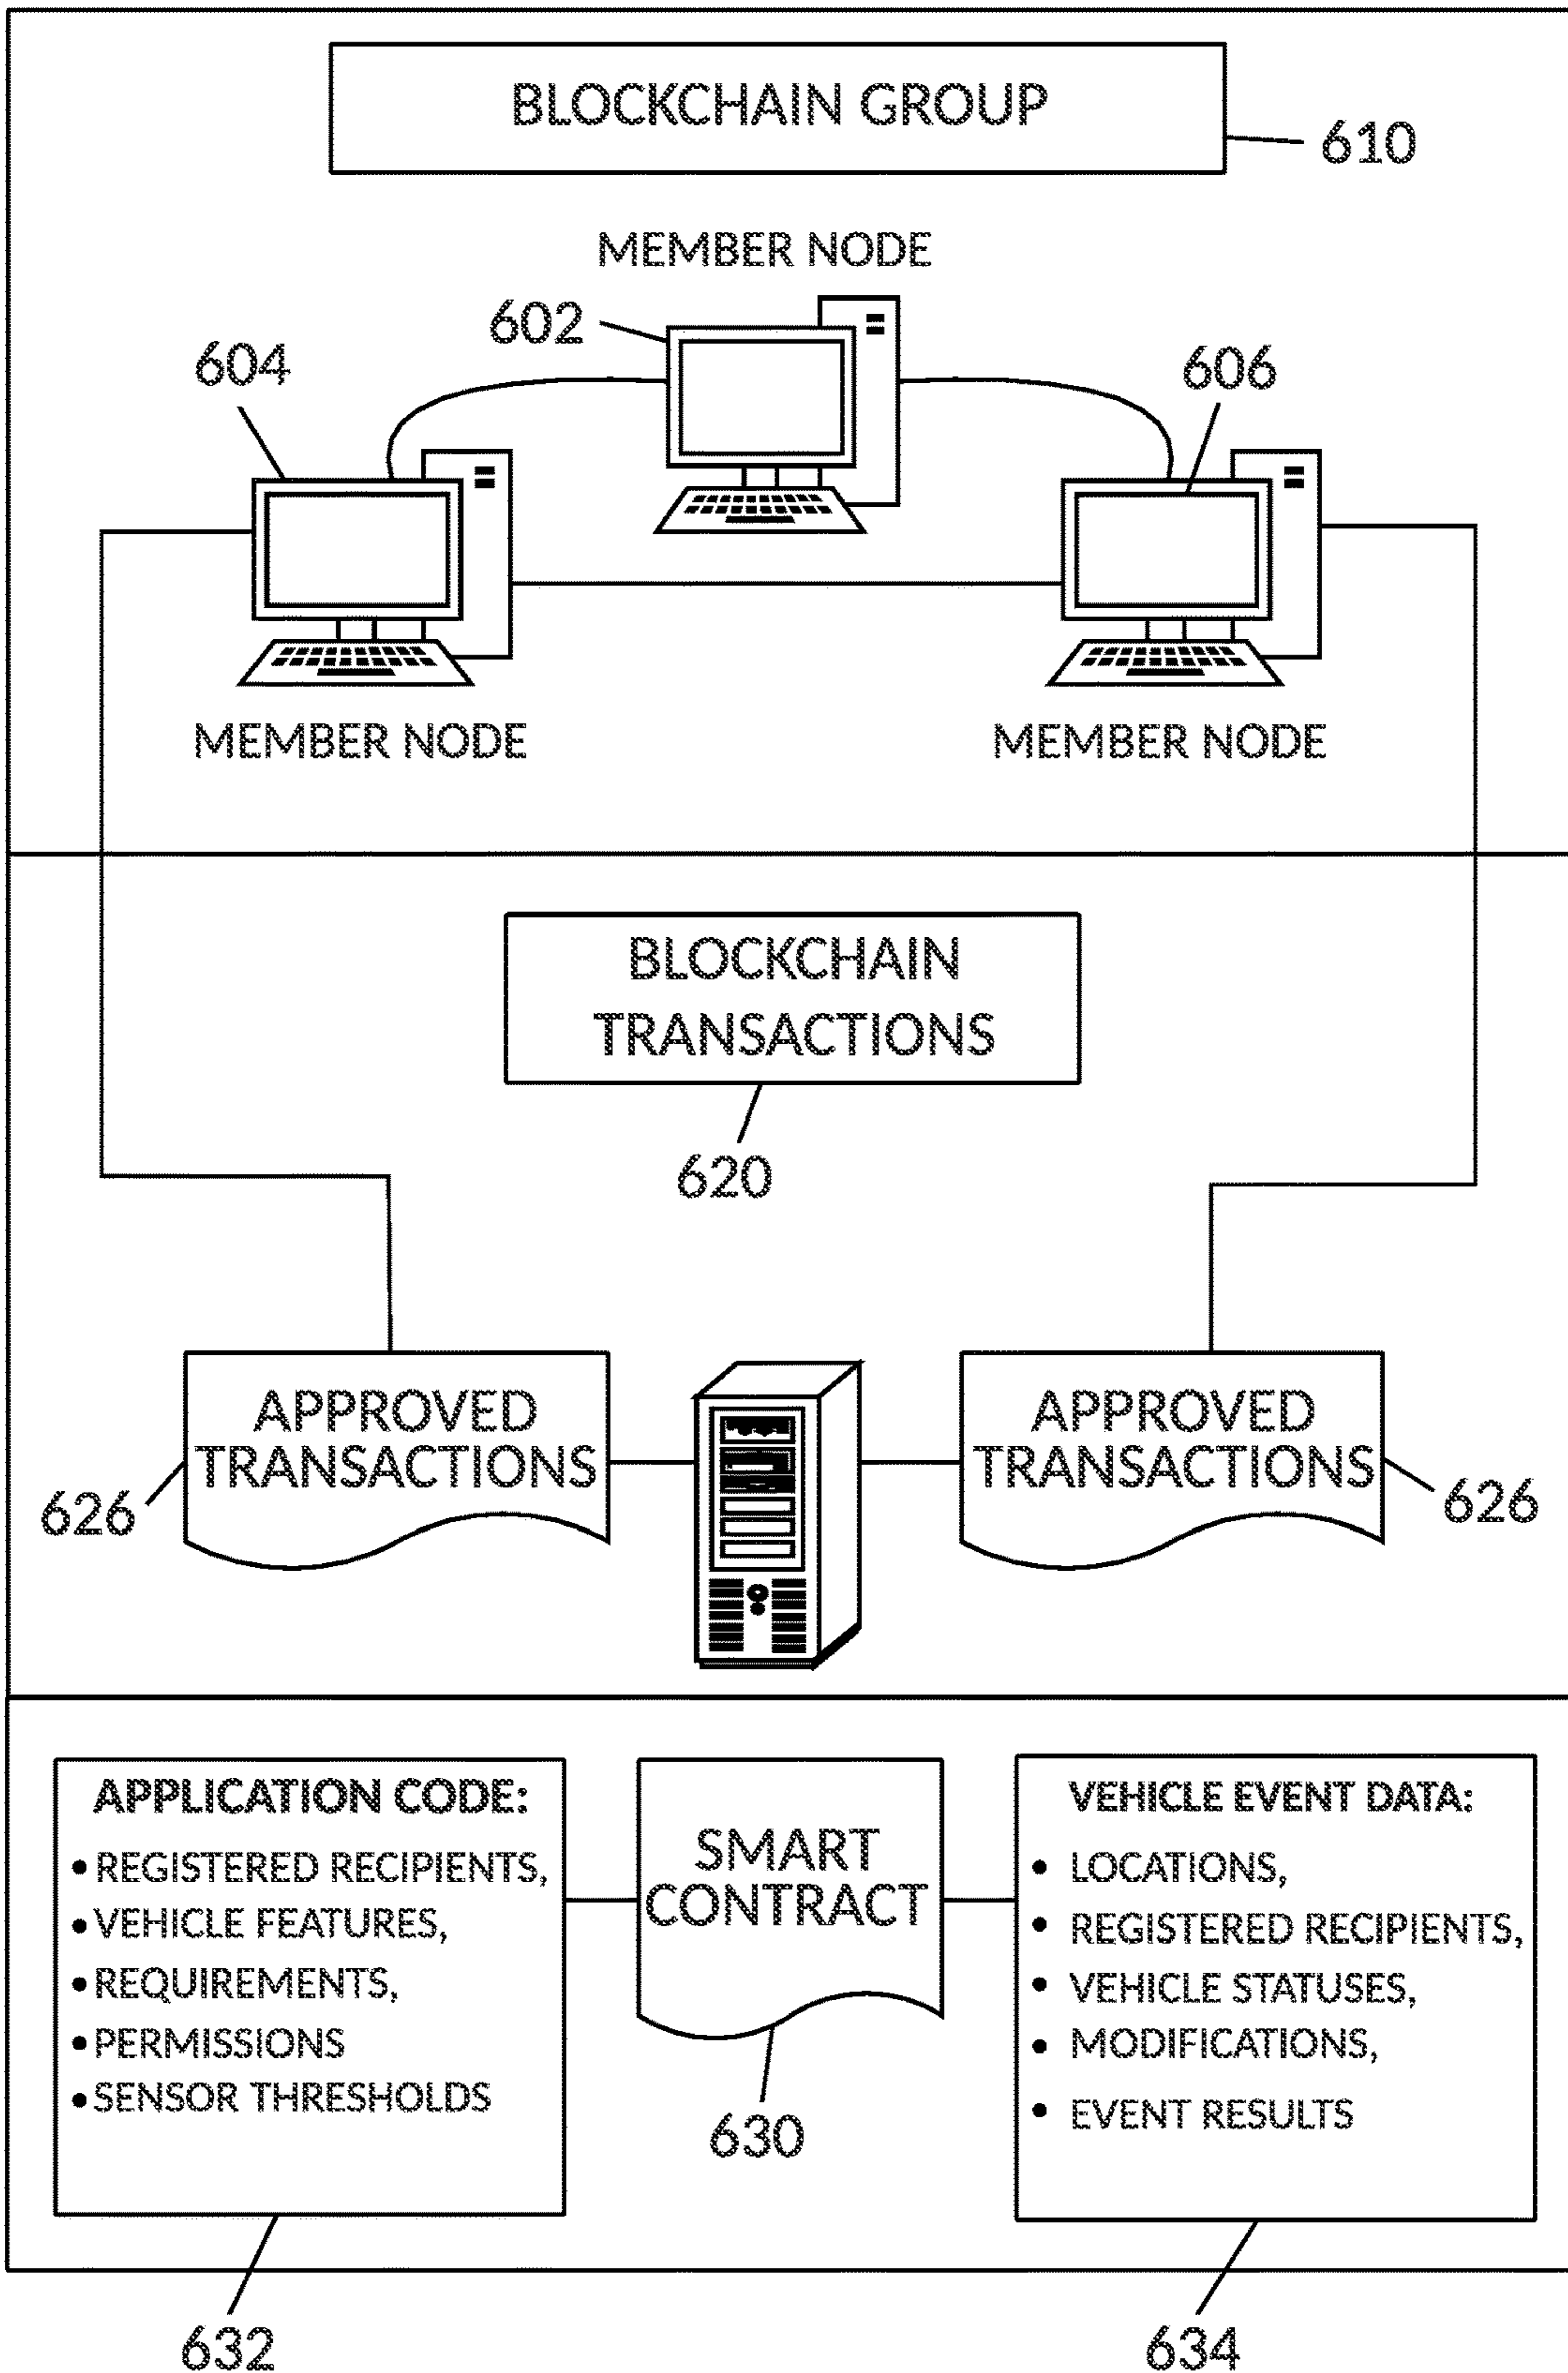 BLOCKCHAIN GROUP
610
MEMBER NODE
602
604
606
MEMBER NODE
MEMBER NODE
BLOCKCHAIN
TRANSACTIONS
620
APPROVED
TRANSACTIONS
626
APPROVED
TRANSACTIONS
626
APPLICATION CODE:
• REGISTERED RECIPIENTS,
• VEHICLE FEATURES,
• REQUIREMENTS,
• PERMISSIONS
• SENSOR THRESHOLDS
SMART
CONTRACT
630
VEHICLE EVENT DATA:
• LOCATIONS,
• REGISTERED RECIPIENTS,
• VEHICLE STATUSES,
• MODIFICATIONS,
• EVENT RESULTS
632
634